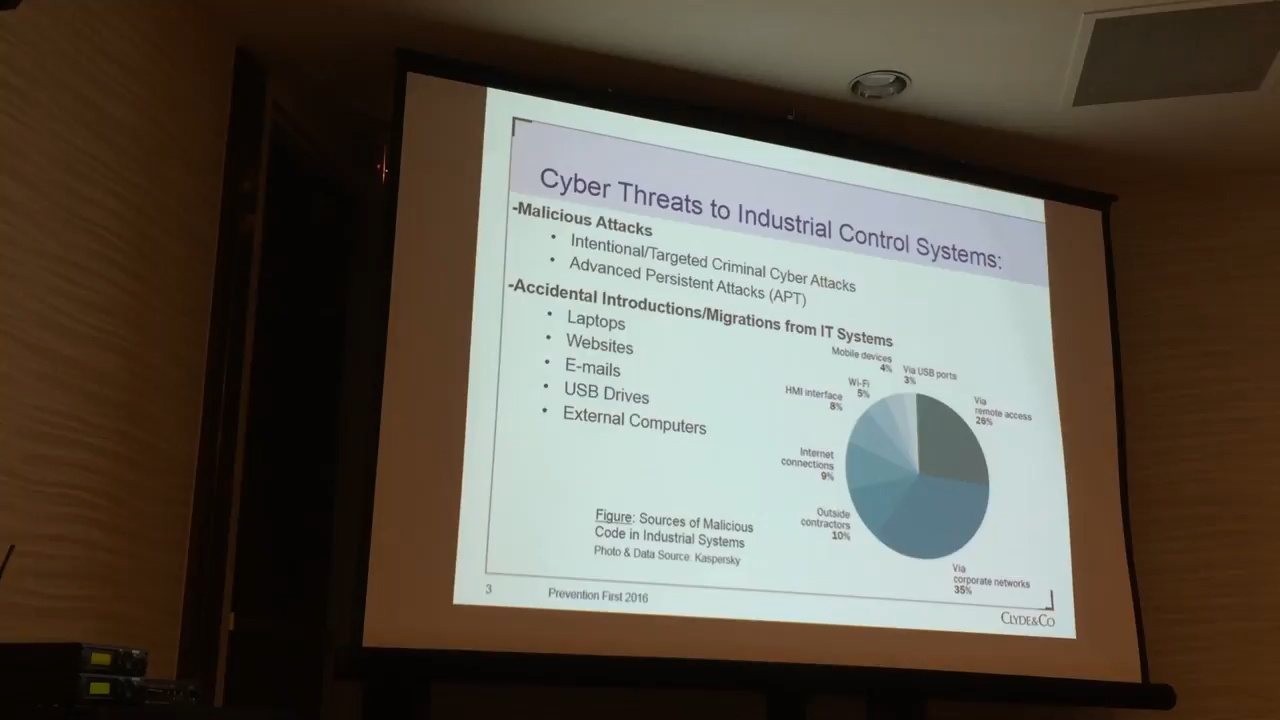 Cyber Threats to Industrial Control Systems:
-Malicious Attacks
• Intentional/Targeted Criminal Cyber Attacks
• Advanced Persistent Attacks (APT)
-Accidental Introductions/Migrations from IT Systems
• Laptops
• Websites
• E-mails
• USB Drives
• External Computers
Mobile devices
4%
Via USB ports
3%
Wi-Fi
5%
HMI interface
8%
Via
remote access
26%
Internet
connections
9%
Outside
contractors
10%
Via
corporate networks
35%
Figure: Sources of Malicious
Code in Industrial Systems
Photo & Data Source: Kaspersky
3
Prevention First 2016
CLYDE&CO